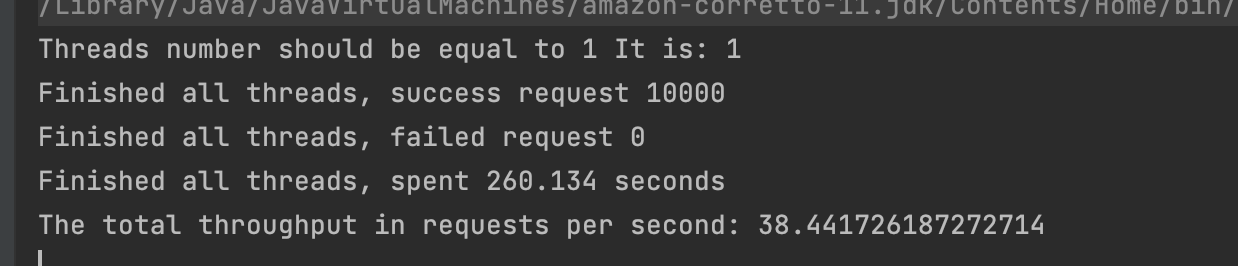 /Library/Java/JavaVirtualMachines/amazon-corretto-11.jdk/Contents/Home/bin/
Threads number should be equal to 1 It is: 1
Finished all threads, success request 10000
Finished all threads, failed request 0
Finished all threads, spent 260.134 seconds
The total throughput in requests per second: 38.441726187272714